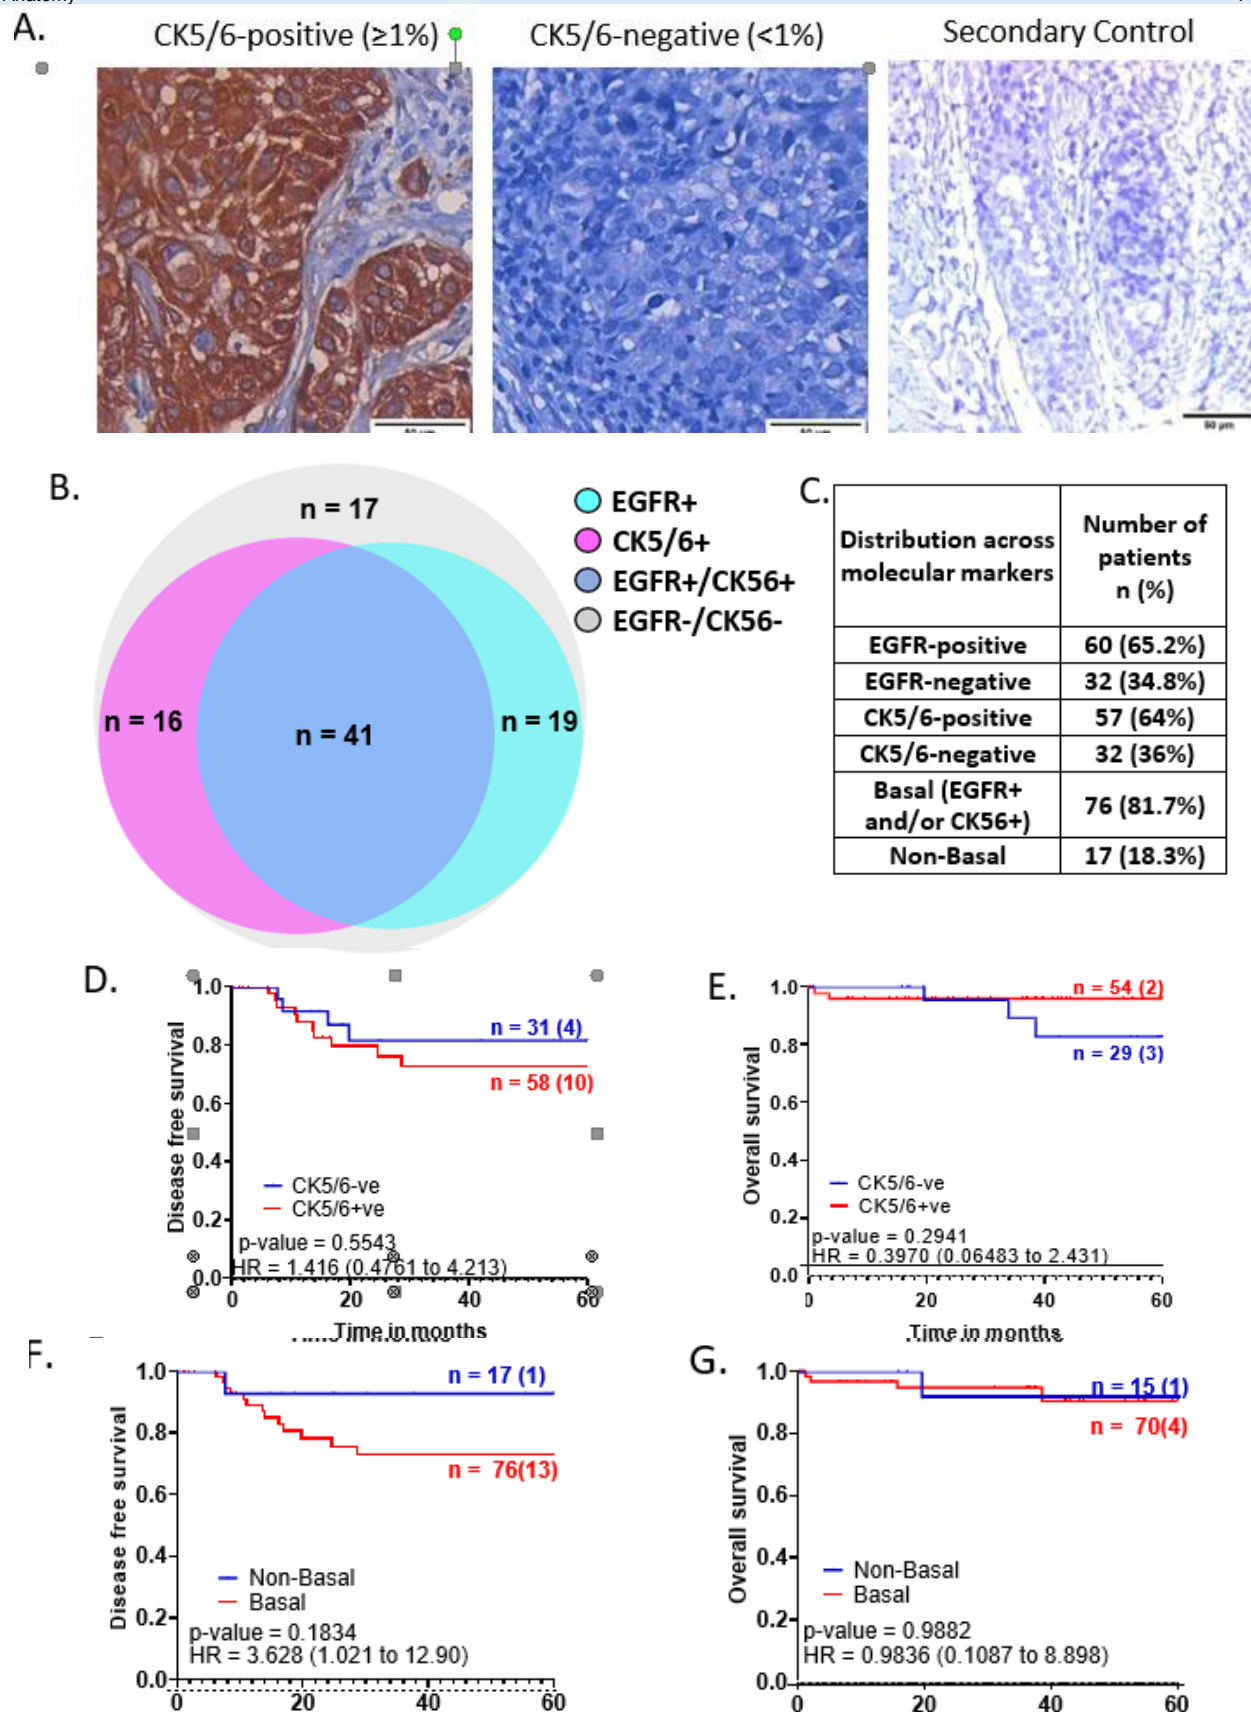 Anatomy
A.
CK5/6-positive (≥1%)
CK5/6-negative (<1%)
Secondary Control
50 µm
50 µm
50 µm
B.
n = 17
n = 16
n = 41
n = 19
EGFR+
CK5/6+
EGFR+/CK56+
EGFR-/CK56-
C.
Distribution across molecular markers
Number of patients n (%)
EGFR-positive 60 (65.2%)
EGFR-negative 32 (34.8%)
CK5/6-positive 57 (64%)
CK5/6-negative 32 (36%)
Basal (EGFR+ and/or CK56+) 76 (81.7%)
Non-Basal 17 (18.3%)
D.
Disease free survival
1.0
0.8
0.6
0.4
0.2
0.0
n = 31 (4)
n = 58 (10)
CK5/6-ve
CK5/6+ve
p-value = 0.5543
HR = 1.416 (0.4761 to 4.213)
0 20 40 60
Time in months
E.
Overall survival
1.0
0.8
0.6
0.4
0.2
0.0
n = 54 (2)
n = 29 (3)
CK5/6-ve
CK5/6+ve
p-value = 0.2941
HR = 0.3970 (0.06483 to 2.431)
0 20 40 60
Time in months
F.
Disease free survival
1.0
0.8
0.6
0.4
0.2
0.0
n = 17 (1)
n = 76(13)
Non-Basal
Basal
p-value = 0.1834
HR = 3.628 (1.021 to 12.90)
0 20 40 60
G.
Overall survival
1.0
0.8
0.6
0.4
0.2
0.0
n = 15 (1)
n = 70(4)
Non-Basal
Basal
p-value = 0.9882
HR = 0.9836 (0.1087 to 8.898)
0 20 40 60